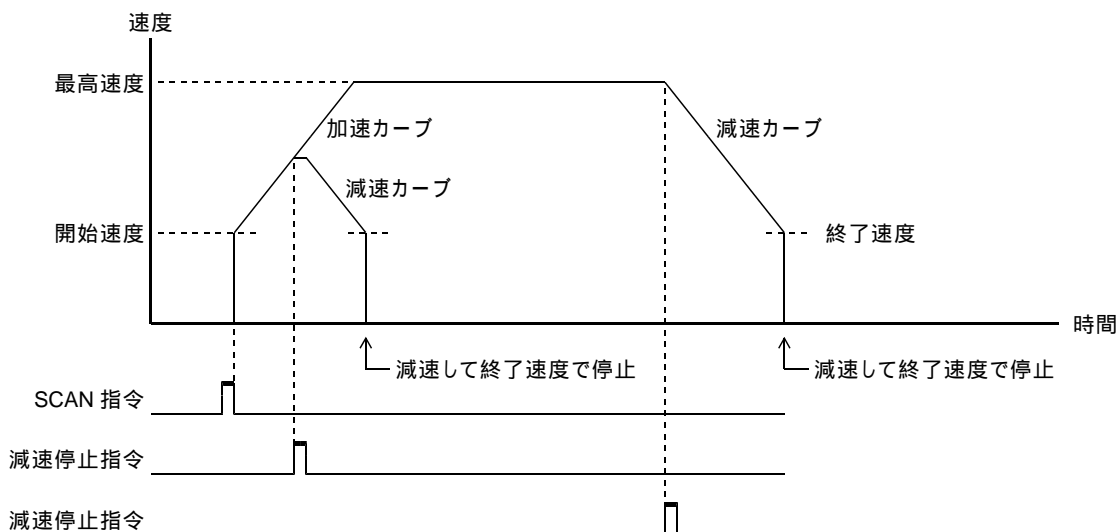 速度
最高速度
加速カーブ
減速カーブ
減速カーブ
開始速度
終了速度
時間
減速して終了速度で停止
減速して終了速度で停止
SCAN 指令
減速停止指令
減速停止指令